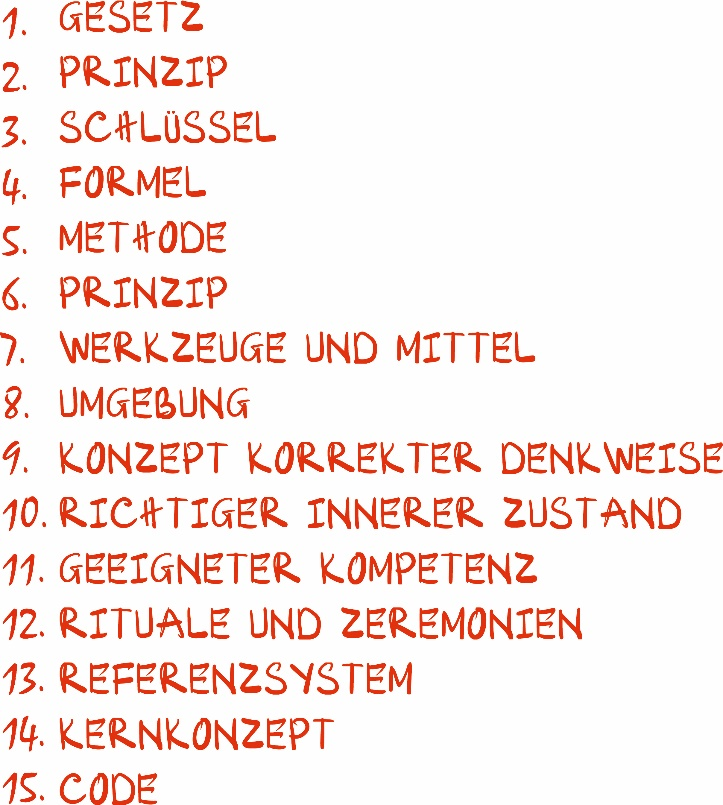 1. GESETZ
2. PRINZIP
3. SCHLÜSSEL
4. FORMEL
5. METHODE
6. PRINZIP
7. WERKZEUGE UND MITTEL
8. UMGEBUNG
9. KONZEPT KORREKTER DENKWEISE
10. RICHTIGER INNERER ZUSTAND
11. GEEIGNETER KOMPETENZ
12. RITUALE UND ZEREMONIEN
13. REFERENZSYSTEM
14. KERNKONZEPT
15. CODE